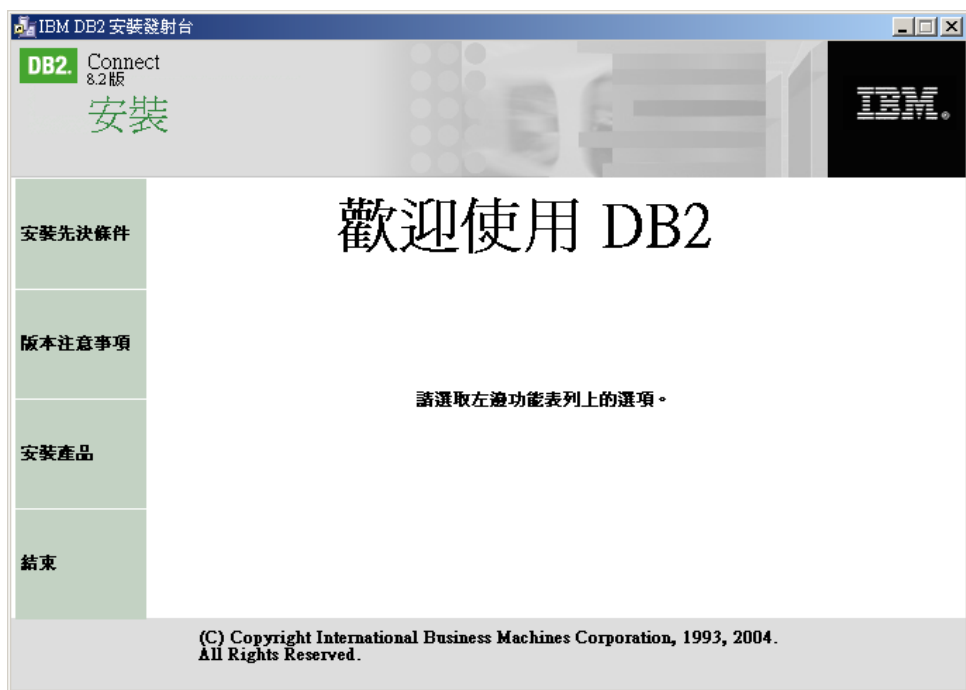 IBM DB2 安裝發射台
DB2. Connect
8.2版
安裝
IBM®
安裝先決條件
歡迎使用 DB2
版本注意事項
請選取左邊功能表列上的選項。
安裝產品
結束
(C) Copyright International Business Machines Corporation, 1993, 2004.
All Rights Reserved.